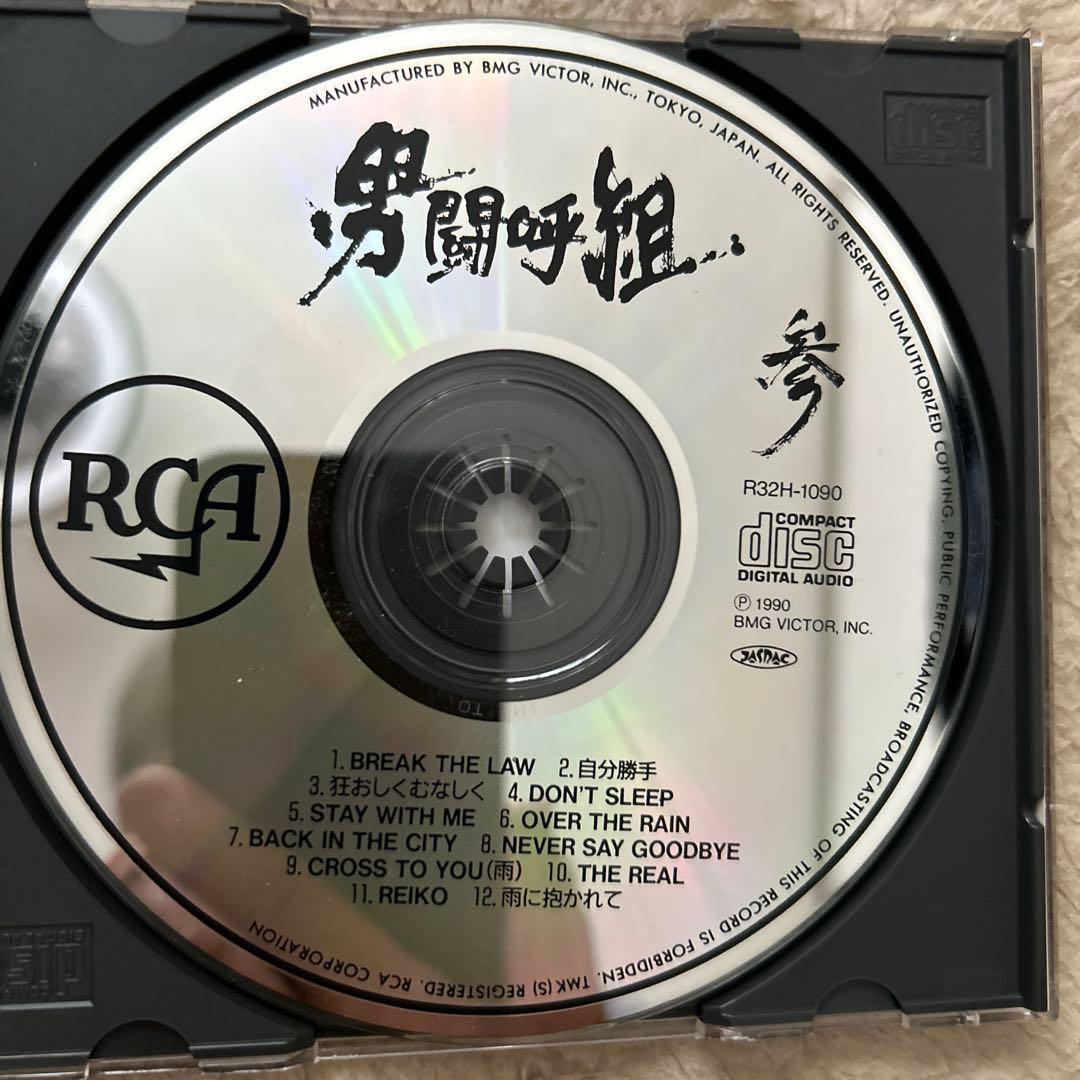 MANUFACTURED BY BMG VICTOR, INC., TOKYO, JAPAN. ALL RIGHTS RESERVED. UNAUTHORIZED COPYING, PUBLIC PERFORMANCE, BROADCASTING OF THIS RECORD IS FORBIDDEN. TMK(S) REGISTERED. RCA CORPORATION
男闘呼組
参
RCA
R32H-1090
COMPACT
disc
DIGITAL AUDIO
Ⓟ 1990
BMG VICTOR, INC.
JASRAC
1. BREAK THE LAW 2. 自分勝手
3. 狂おしくむなしく 4. DON'T SLEEP
5. STAY WITH ME 6. OVER THE RAIN
7. BACK IN THE CITY 8. NEVER SAY GOODBYE
9. CROSS TO YOU(雨) 10. THE REAL
11. REIKO 12. 雨に抱かれて
disc